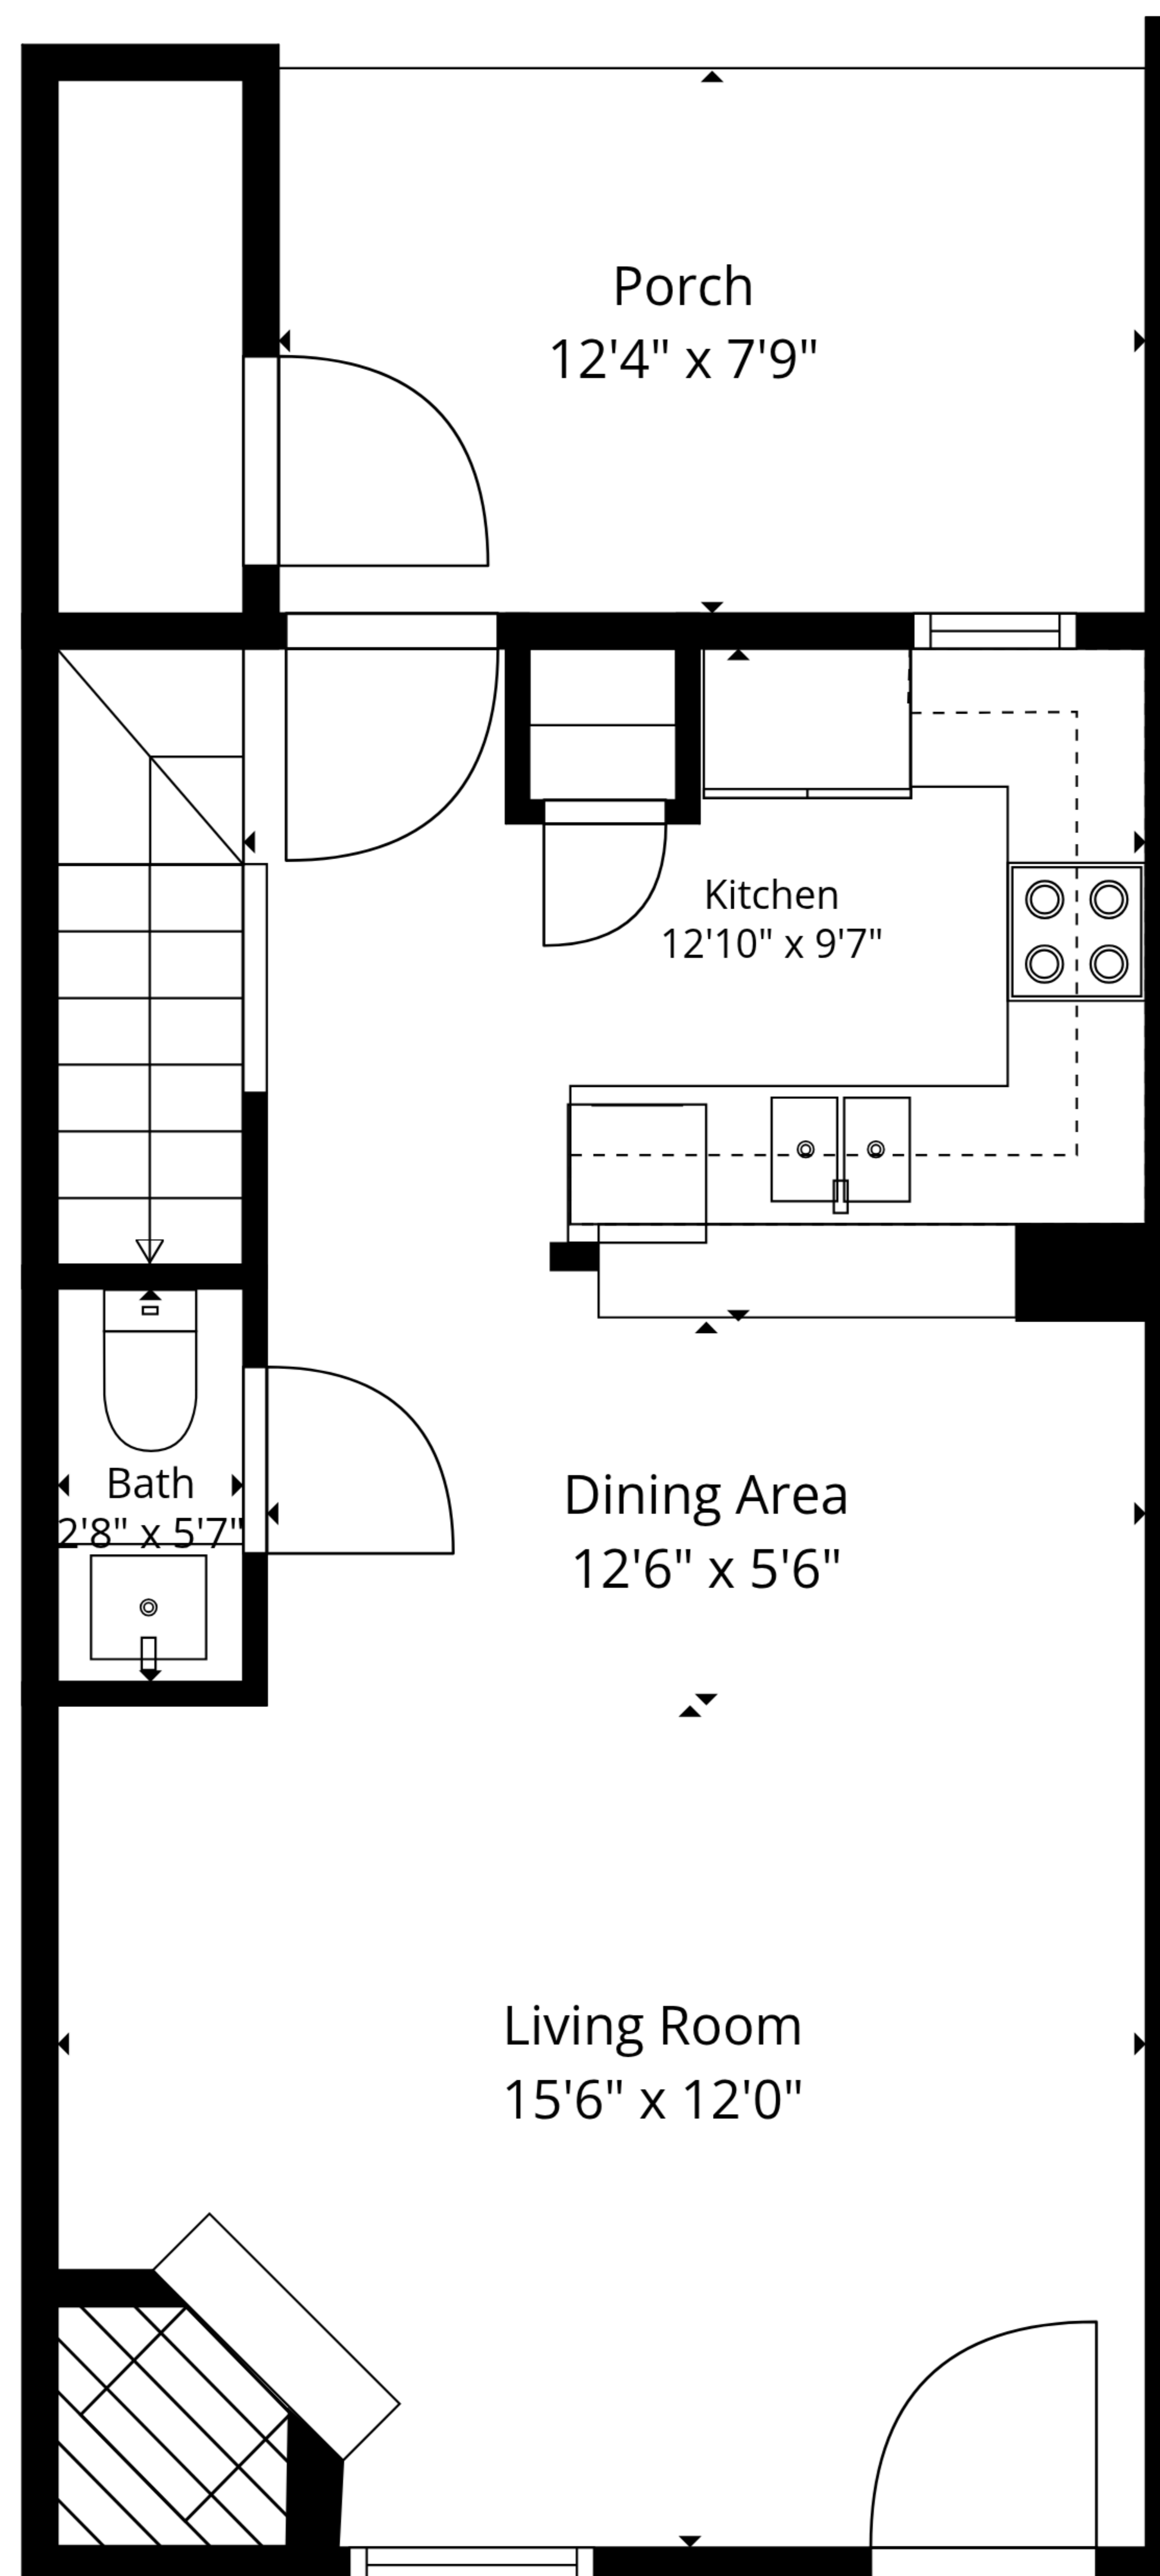 Porch
12'4" x 7'9"
Kitchen
12'10" x 9'7"
Bath
2'8" x 5'7"
Dining Area
12'6" x 5'6"
Living Room
15'6" x 12'0"